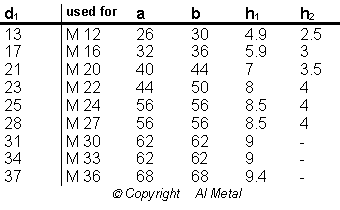 d1 used for a b h1 h2
13 M 12 26 30 4.9 2.5
17 M 16 32 36 5.9 3
21 M 20 40 44 7 3.5
23 M 22 44 50 8 4
25 M 24 56 56 8.5 4
28 M 27 56 56 8.5 4
31 M 30 62 62 9 -
34 M 33 62 62 9 -
37 M 36 68 68 9.4 -
© Copyright Al Metal